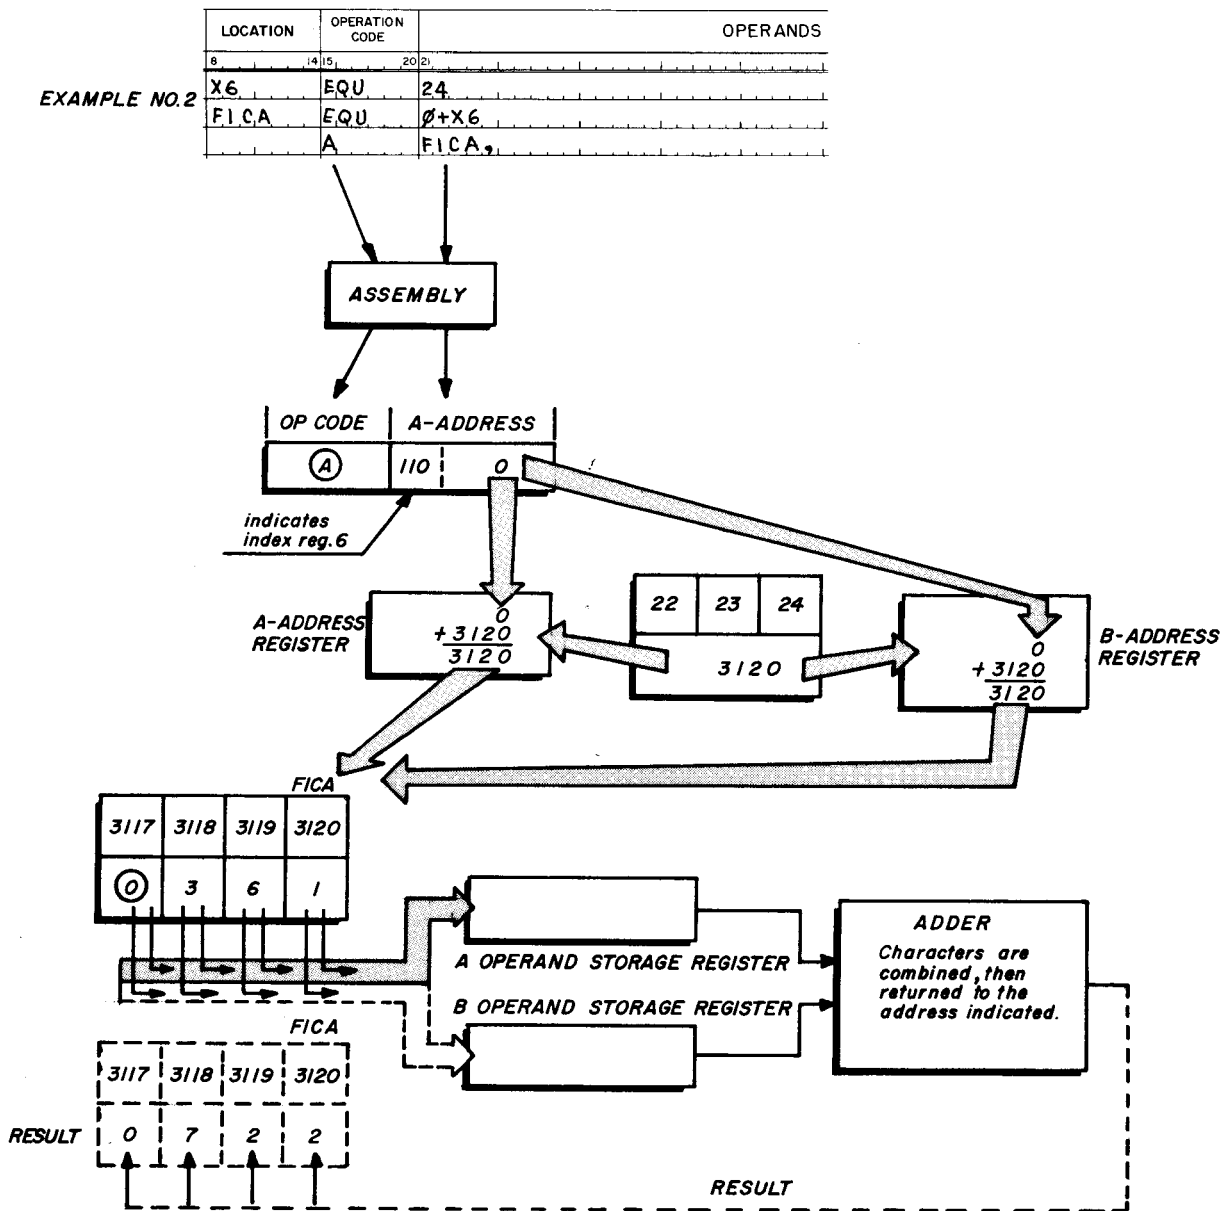 LOCATION
OPERATION
CODE
OPERANDS
8 14 15 20 21
EXAMPLE NO. 2
X6 EQU 24
FICA EQU Ø+X6
A FICA,
ASSEMBLY
OP CODE A-ADDRESS
A 110 0
indicates
index reg. 6
A-ADDRESS
REGISTER
0
+3120
3120
22 23 24
3120
B-ADDRESS
REGISTER
0
+3120
3120
FICA
3117 3118 3119 3120
0 3 6 1
A OPERAND STORAGE REGISTER
B OPERAND STORAGE REGISTER
ADDER
Characters are
combined, then
returned to the
address indicated.
FICA
3117 3118 3119 3120
RESULT 0 7 2 2
RESULT